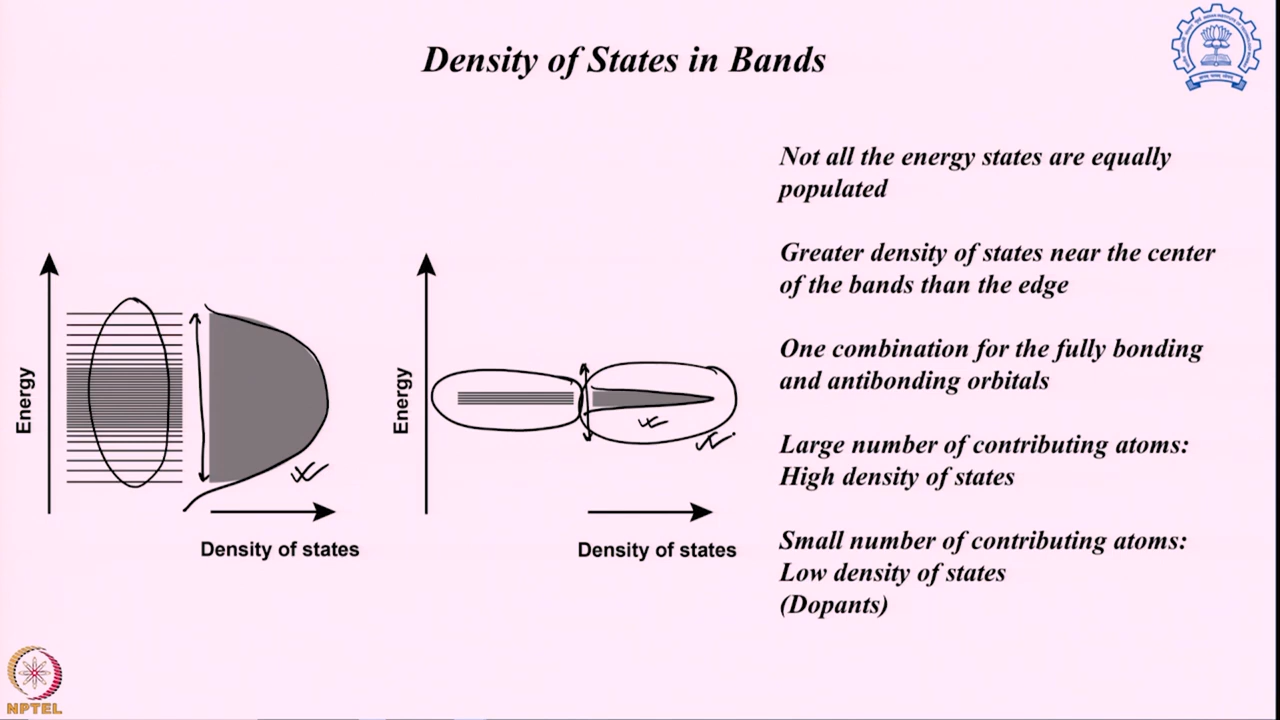 Density of States in Bands
Energy
Density of states
Energy
Density of states
Not all the energy states are equally
populated
Greater density of states near the center
of the bands than the edge
One combination for the fully bonding
and antibonding orbitals
Large number of contributing atoms:
High density of states
Small number of contributing atoms:
Low density of states
(Dopants)
NPTEL